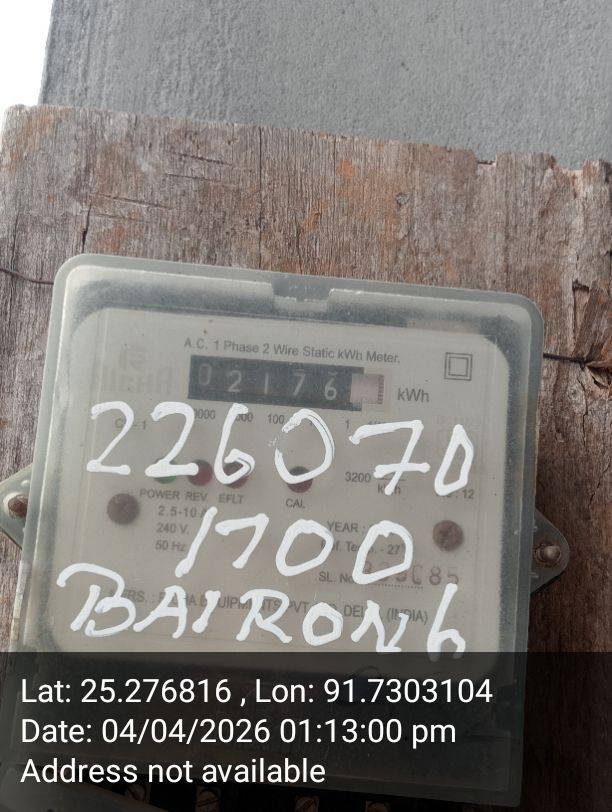 A.C. 1 Phase 2 Wire Static kWh Meter.
02176 kWh
100 1
226070
3200
POWER REV. EFLT CAL
2.5-10 A
240 V.
50 Hz.
YEAR :
1700
SL. No.
BAIRONG
Lat: 25.276816 , Lon: 91.7303104
Date: 04/04/2026 01:13:00 pm
Address not available